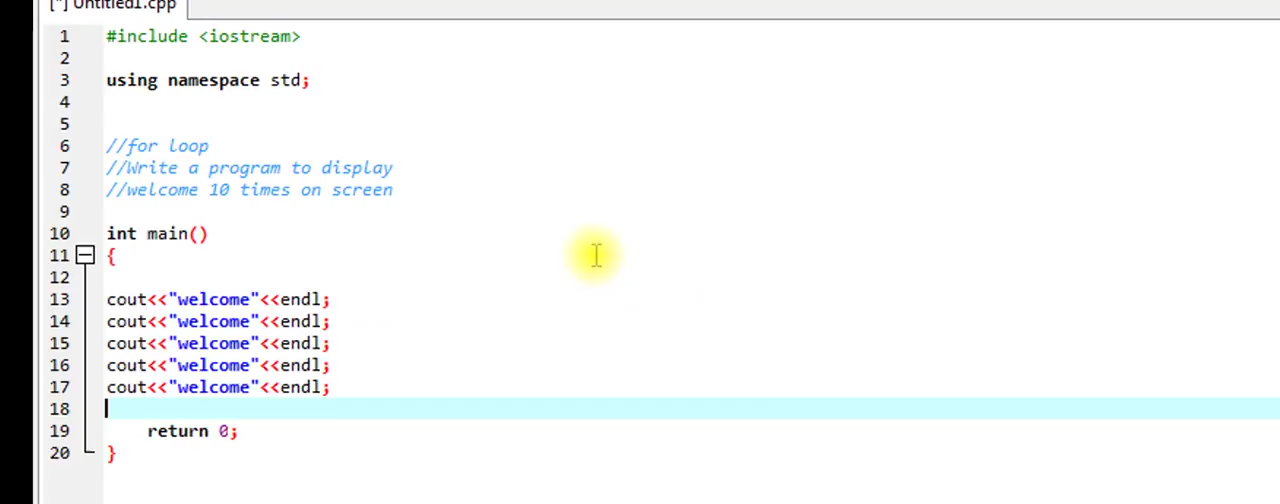 [*] Untitled1.cpp
1 #include <iostream>
2
3 using namespace std;
4
5
6 //for loop
7 //Write a program to display
8 //welcome 10 times on screen
9
10 int main()
11 {
12
13 cout<<"welcome"<<endl;
14 cout<<"welcome"<<endl;
15 cout<<"welcome"<<endl;
16 cout<<"welcome"<<endl;
17 cout<<"welcome"<<endl;
18
19 return 0;
20 }